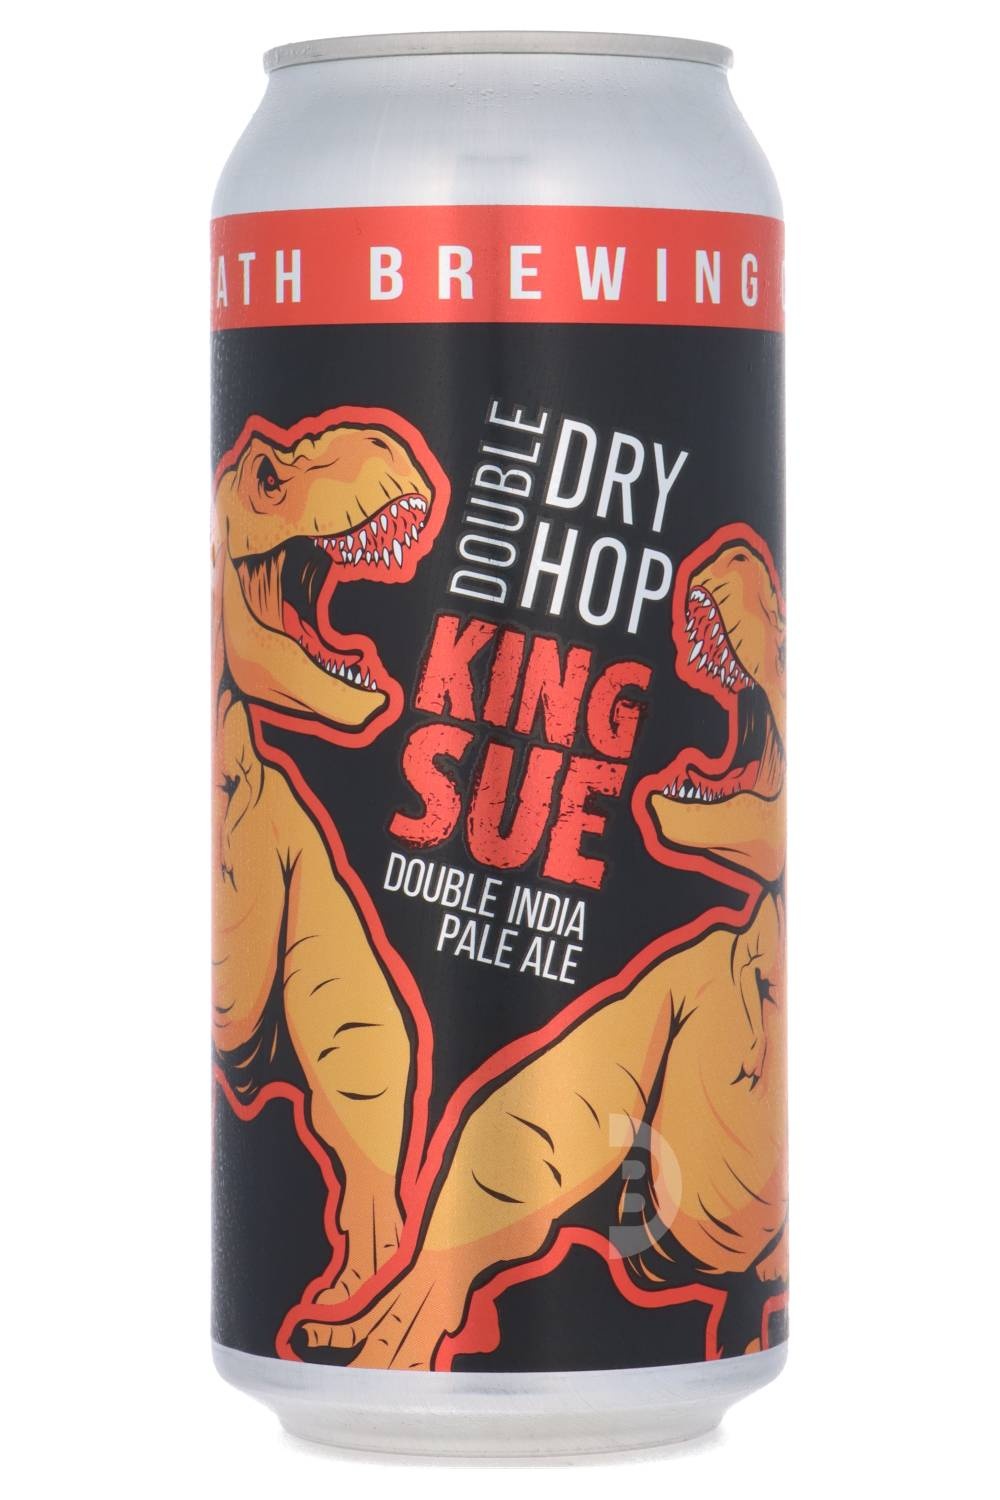 ATH BREWING
DOUBLE
DRY
HOP
KING
SUE
DOUBLE INDIA
PALE ALE